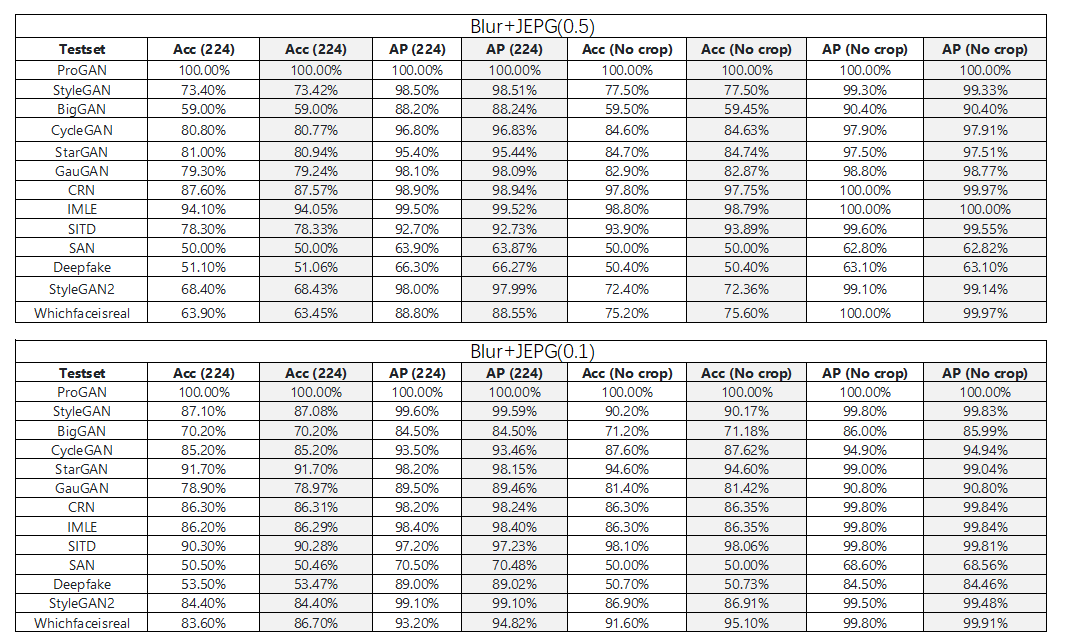 Blur+JEPG(0.5)
Testset Acc (224) Acc (224) AP (224) AP (224) Acc (No crop) Acc (No crop) AP (No crop) AP (No crop)
ProGAN 100.00% 100.00% 100.00% 100.00% 100.00% 100.00% 100.00% 100.00%
StyleGAN 73.40% 73.42% 98.50% 98.51% 77.50% 77.50% 99.30% 99.33%
BigGAN 59.00% 59.00% 88.20% 88.24% 59.50% 59.45% 90.40% 90.40%
CycleGAN 80.80% 80.77% 96.80% 96.83% 84.60% 84.63% 97.90% 97.91%
StarGAN 81.00% 80.94% 95.40% 95.44% 84.70% 84.74% 97.50% 97.51%
GauGAN 79.30% 79.24% 98.10% 98.09% 82.90% 82.87% 98.80% 98.77%
CRN 87.60% 87.57% 98.90% 98.94% 97.80% 97.75% 100.00% 99.97%
IMLE 94.10% 94.05% 99.50% 99.52% 98.80% 98.79% 100.00% 100.00%
SITD 78.30% 78.33% 92.70% 92.73% 93.90% 93.89% 99.60% 99.55%
SAN 50.00% 50.00% 63.90% 63.87% 50.00% 50.00% 62.80% 62.82%
Deepfake 51.10% 51.06% 66.30% 66.27% 50.40% 50.40% 63.10% 63.10%
StyleGAN2 68.40% 68.43% 98.00% 97.99% 72.40% 72.36% 99.10% 99.14%
Whichfaceisreal 63.90% 63.45% 88.80% 88.55% 75.20% 75.60% 100.00% 99.97%
Blur+JEPG(0.1)
Testset Acc (224) Acc (224) AP (224) AP (224) Acc (No crop) Acc (No crop) AP (No crop) AP (No crop)
ProGAN 100.00% 100.00% 100.00% 100.00% 100.00% 100.00% 100.00% 100.00%
StyleGAN 87.10% 87.08% 99.60% 99.59% 90.20% 90.17% 99.80% 99.83%
BigGAN 70.20% 70.20% 84.50% 84.50% 71.20% 71.18% 86.00% 85.99%
CycleGAN 85.20% 85.20% 93.50% 93.46% 87.60% 87.62% 94.90% 94.94%
StarGAN 91.70% 91.70% 98.20% 98.15% 94.60% 94.60% 99.00% 99.04%
GauGAN 78.90% 78.97% 89.50% 89.46% 81.40% 81.42% 90.80% 90.80%
CRN 86.30% 86.31% 98.20% 98.24% 86.30% 86.35% 99.80% 99.84%
IMLE 86.20% 86.29% 98.40% 98.40% 86.30% 86.35% 99.80% 99.84%
SITD 90.30% 90.28% 97.20% 97.23% 98.10% 98.06% 99.80% 99.81%
SAN 50.50% 50.46% 70.50% 70.48% 50.00% 50.00% 68.60% 68.56%
Deepfake 53.50% 53.47% 89.00% 89.02% 50.70% 50.73% 84.50% 84.46%
StyleGAN2 84.40% 84.40% 99.10% 99.10% 86.90% 86.91% 99.50% 99.48%
Whichfaceisreal 83.60% 86.70% 93.20% 94.82% 91.60% 95.10% 99.80% 99.91%